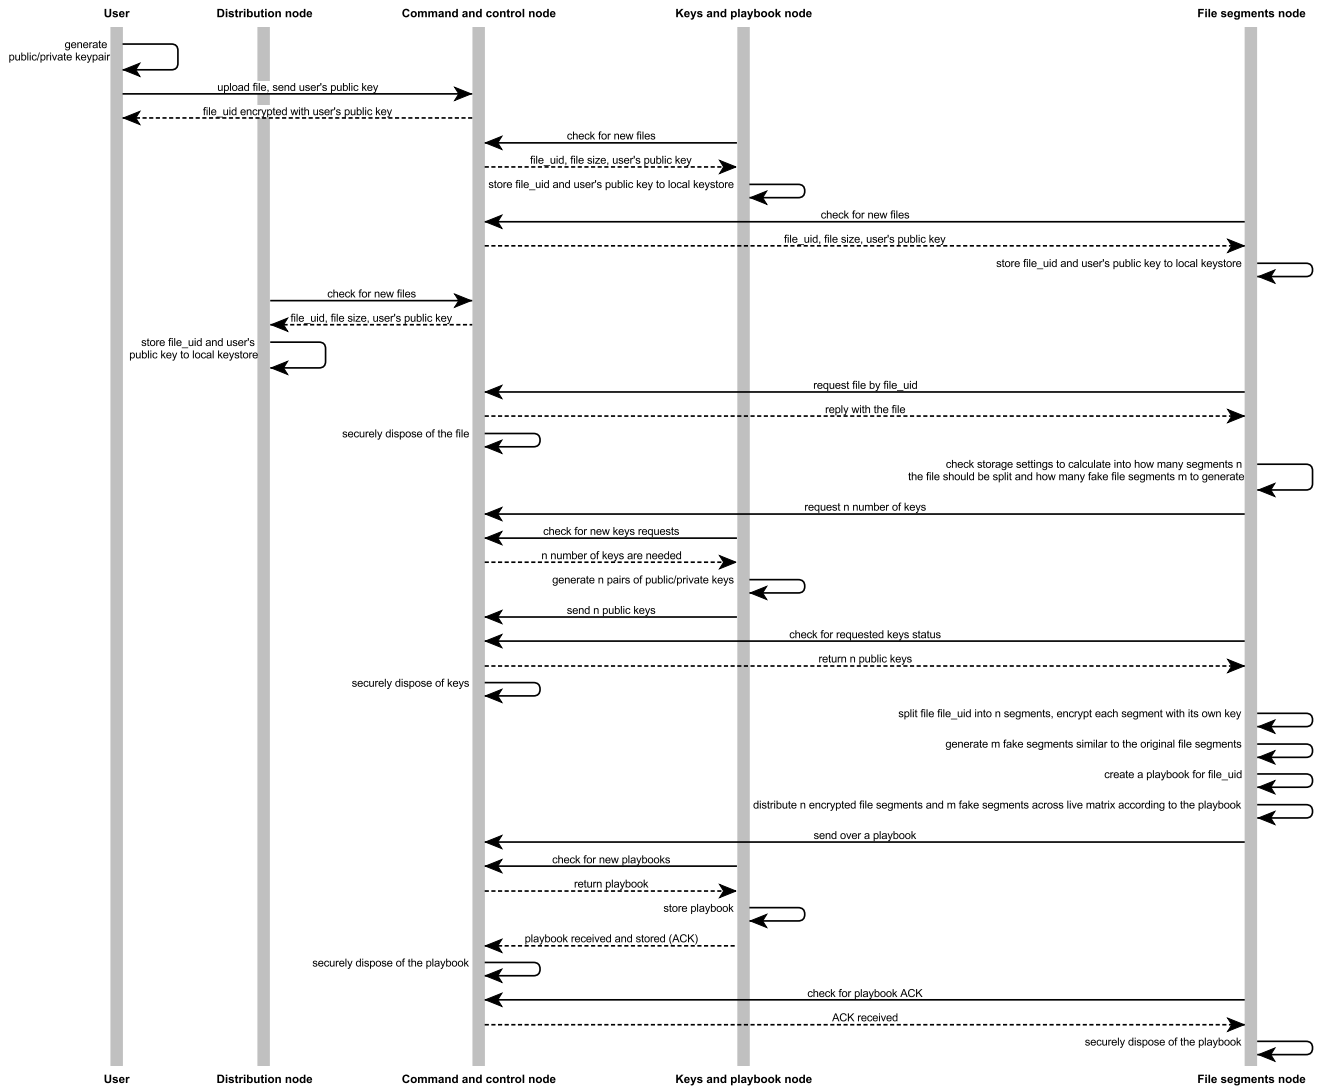 User
Distribution node
Command and control node
Keys and playbook node
File segments node
generate
public/private keypair
upload file, send user's public key
file_uid encrypted with user's public key
check for new files
file_uid, file size, user's public key
store file_uid and user's public key to local keystore
check for new files
file_uid, file size, user's public key
store file_uid and user's public key to local keystore
check for new files
file_uid, file size, user's public key
store file_uid and user's
public key to local keystore
request file by file_uid
reply with the file
securely dispose of the file
check storage settings to calculate into how many segments n
the file should be split and how many fake file segments m to generate
request n number of keys
check for new keys requests
n number of keys are needed
generate n pairs of public/private keys
send n public keys
check for requested keys status
return n public keys
securely dispose of keys
split file file_uid into n segments, encrypt each segment with its own key
generate m fake segments similar to the original file segments
create a playbook for file_uid
distribute n encrypted file segments and m fake segments across live matrix according to the playbook
send over a playbook
check for new playbooks
return playbook
store playbook
playbook received and stored (ACK)
securely dispose of the playbook
check for playbook ACK
ACK received
securely dispose of the playbook
User
Distribution node
Command and control node
Keys and playbook node
File segments node